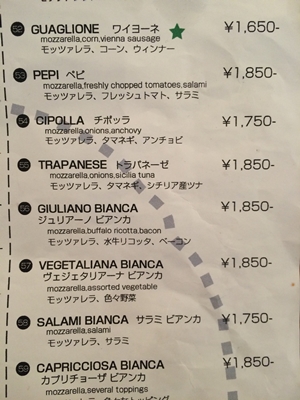 52 GUAGLIONE ワイヨーネ ¥1,650-
mozzarella,corn,vienna sausage
モッツァレラ、コーン、ウィンナー
53 PEPI ペピ ¥1,850-
mozzarella,freshly chopped tomatoes,salami
モッツァレラ、フレッシュトマト、サラミ
54 CIPOLLA チポッラ ¥1,750-
mozzarella,onions,anchovy
モッツァレラ、タマネギ、アンチョビ
55 TRAPANESE トラパネーゼ ¥1,850-
mozzarella,onions,sicilia tuna
モッツァレラ、タマネギ、シチリア産ツナ
56 GIULIANO BIANCA ¥1,850-
ジュリアーノ ビアンカ
mozzarella,buffalo ricotta,bacon
モッツァレラ、水牛リコッタ、ベーコン
57 VEGETALIANA BIANCA ¥1,850-
ヴェジェタリアーナ ビアンカ
mozzarella,assorted vegetable
モッツァレラ、色々野菜
58 SALAMI BIANCA サラミ ビアンカ ¥1,750-
mozzarella,salami
モッツァレラ、サラミ
59 CAPRICCIOSA BIANCA ¥1,850-
カプリチョーザ ビアンカ
mozzarella,several toppings